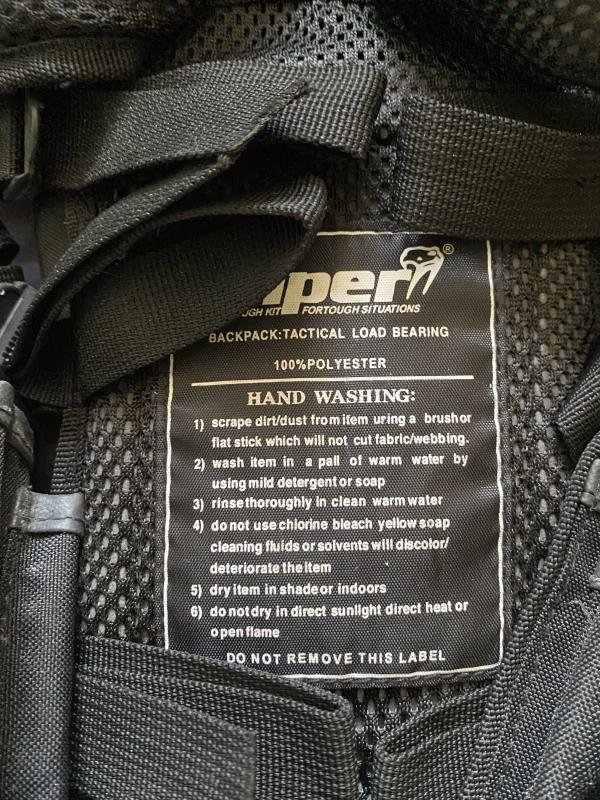 iper®
UGH KIT FORTOUGH SITUATIONS
BACKPACK:TACTICAL LOAD BEARING
100%POLYESTER
HAND WASHING:
1) scrape dirt/dust from item uring a brush or
flat stick which will not cut fabric/webbing.
2) wash item in a pall of warm water by
using mild detergent or soap
3) rinse thoroughly in clean warm water
4) do not use chlorine bleach yellow soap
cleaning fluids or solvents will discolor/
deteriorate the item
5) dry item in shade or indoors
6) do not dry in direct sunlight direct heat or
open flame
DO NOT REMOVE THIS LABEL